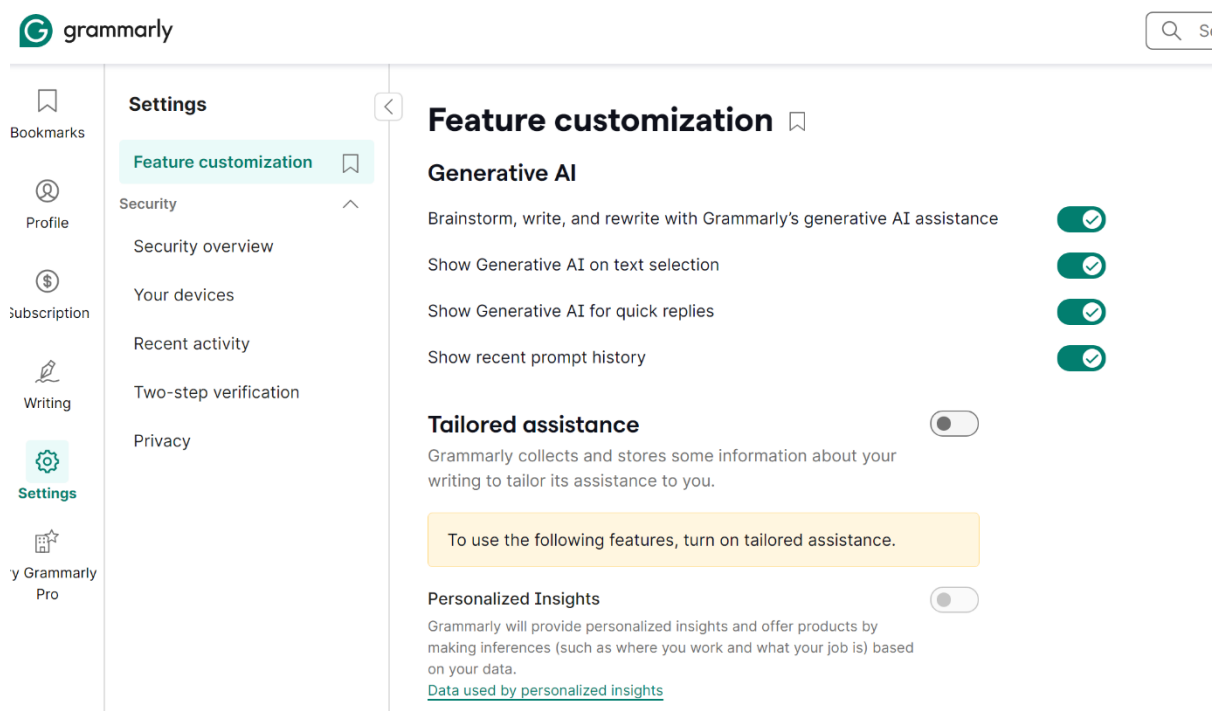 grammarly
Bookmarks
Profile
Subscription
Writing
Settings
Grammarly
Pro
Settings
Feature customization
Security
Security overview
Your devices
Recent activity
Two-step verification
Privacy
Feature customization
Generative AI
Brainstorm, write, and rewrite with Grammarly's generative AI assistance
Show Generative AI on text selection
Show Generative AI for quick replies
Show recent prompt history
Tailored assistance
Grammarly collects and stores some information about your
writing to tailor its assistance to you.
To use the following features, turn on tailored assistance.
Personalized Insights
Grammarly will provide personalized insights and offer products by
making inferences (such as where you work and what your job is) based
on your data.
Data used by personalized insights